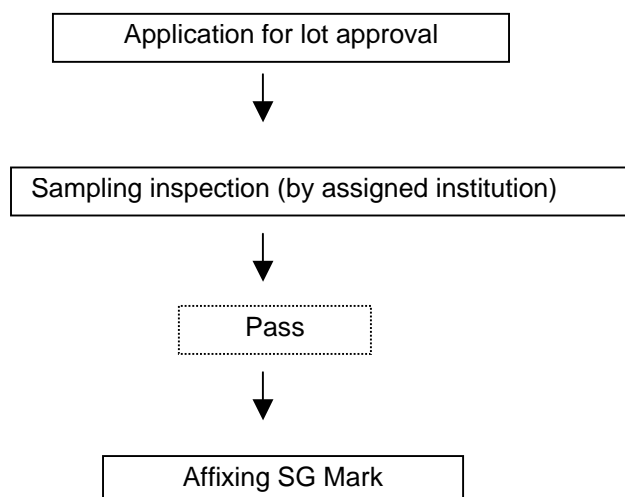 Application for lot approval
Sampling inspection (by assigned institution)
Pass
Affixing SG Mark